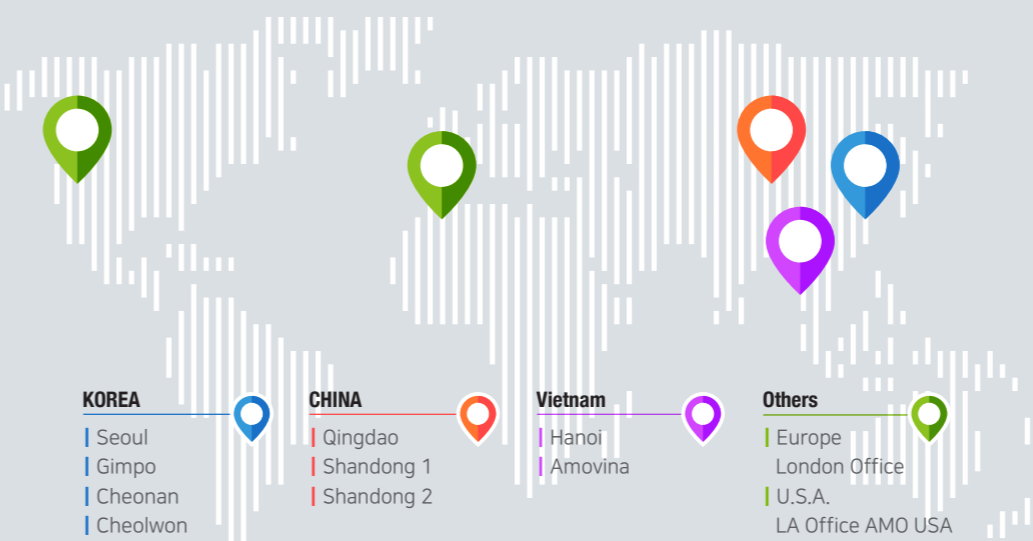 KOREA
Seoul
Gimpo
Cheonan
Cheolwon
CHINA
Qingdao
Shandong 1
Shandong 2
Vietnam
Hanoi
Amovina
Others
Europe
London Office
U.S.A.
LA Office AMO USA